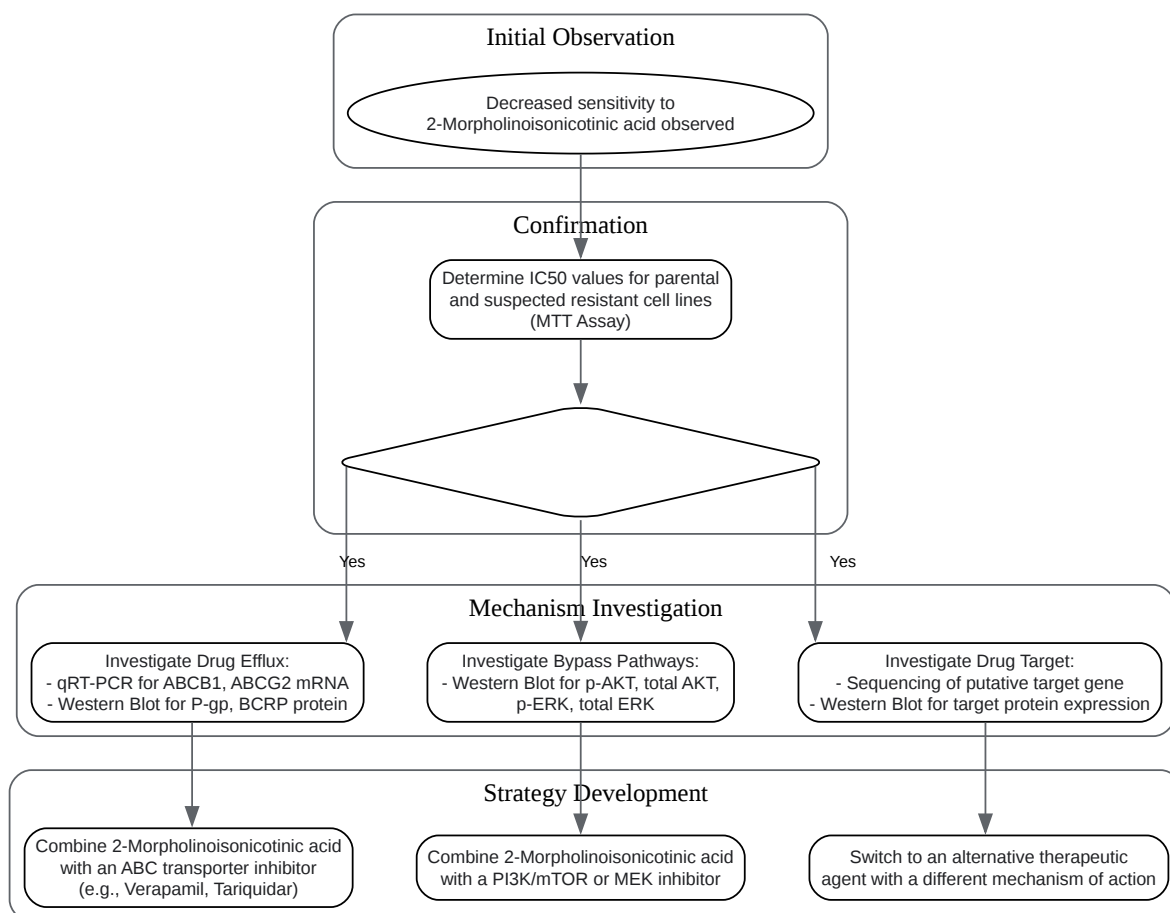 Initial Observation
Decreased sensitivity to
2-Morpholinoisonicotinic acid observed
Confirmation
Determine IC50 values for parental
and suspected resistant cell lines
(MTT Assay)
Yes
Yes
Yes
Mechanism Investigation
Investigate Drug Efflux:
- qRT-PCR for ABCB1, ABCG2 mRNA
- Western Blot for P-gp, BCRP protein
Investigate Bypass Pathways:
- Western Blot for p-AKT, total AKT,
p-ERK, total ERK
Investigate Drug Target:
- Sequencing of putative target gene
- Western Blot for target protein expression
Strategy Development
Combine 2-Morpholinoisonicotinic acid
with an ABC transporter inhibitor
(e.g., Verapamil, Tariquidar)
Combine 2-Morpholinoisonicotinic acid
with a PI3K/mTOR or MEK inhibitor
Switch to an alternative therapeutic
agent with a different mechanism of action